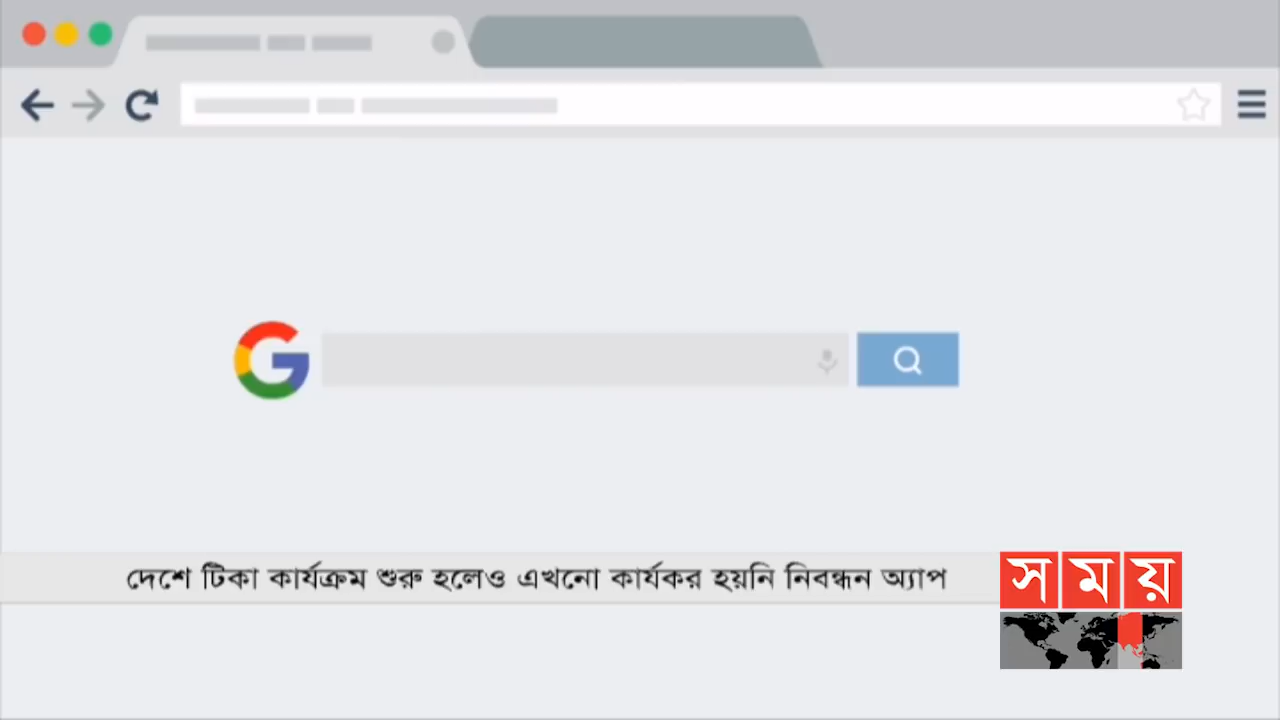 দেশে টিকা কার্যক্রম শুরু হলেও এখনো কার্যকর হয়নি নিবন্ধন অ্যাপ
সময়